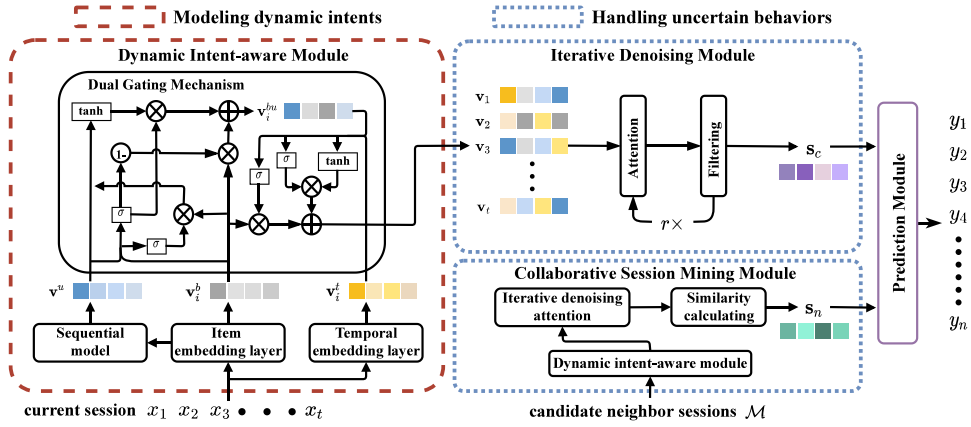 Modeling dynamic intents
Handling uncertain behaviors
Dynamic Intent-aware Module
Dual Gating Mechanism
tanh
v_i^{bu}
1-
σ
σ
σ
σ
tanh
v^u
v_i^b
v_i^t
Sequential
model
Item
embedding layer
Temporal
embedding layer
current session x_1 x_2 x_3 • • • x_t
Iterative Denoising Module
v_1
v_2
v_3
v_t
Attention
Filtering
r×
s_c
Collaborative Session Mining Module
Iterative denoising
attention
Similarity
calculating
s_n
Dynamic intent-aware module
candidate neighbor sessions ℳ
Prediction Module
y_1
y_2
y_3
y_4
y_n